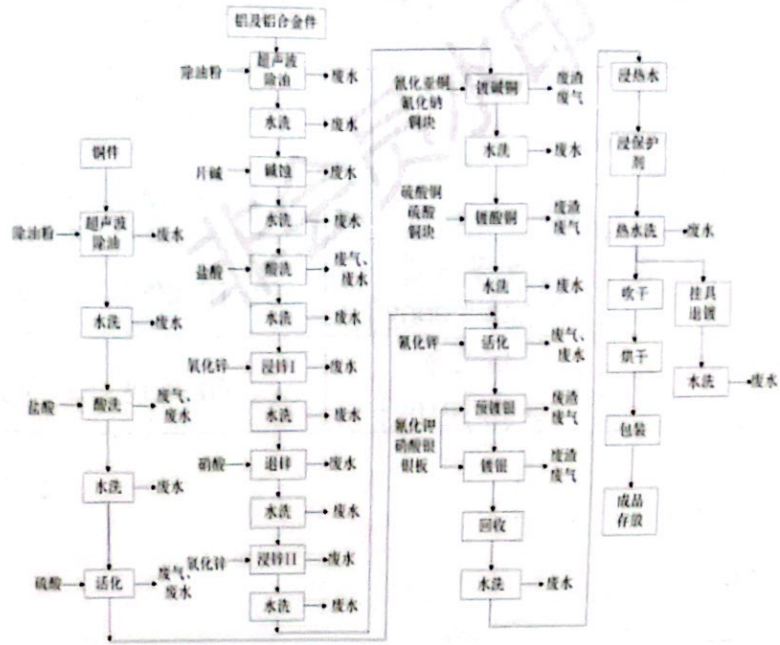 铜件
除油粉
超声波
除油
废水
水洗
废水
盐酸
酸洗
废气、
废水
水洗
废水
硫酸
活化
废气、
废水
铝及铝合金件
除油粉
超声波
除油
废水
水洗
废水
片碱
碱蚀
废水
水洗
废水
盐酸
酸洗
废气、
废水
水洗
废水
氧化锌
浸锌I
废水
水洗
废水
硝酸
退锌
废水
水洗
废水
氧化锌
浸锌II
废水
水洗
废水
氰化亚铜
氰化钠
铜块
镀碱铜
废渣
废气
水洗
废水
硫酸铜
硫酸
铜块
镀酸铜
废渣
废气
水洗
废水
氰化钾
活化
废气、
废水
氰化钾
硝酸银
银板
预镀银
废渣
废气
镀银
废渣
废气
回收
水洗
废水
浸热水
浸保护
剂
热水洗
废水
吹干
烘干
包装
成品
存放
挂具
退镀
水洗
废水